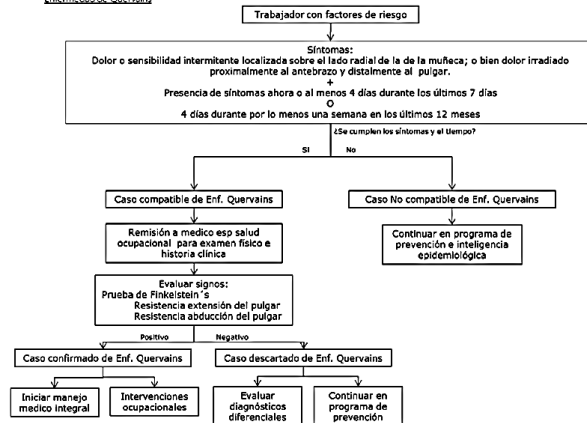 Enfermedad de Quervains
Trabajador con factores de riesgo
Síntomas:
Dolor o sensibilidad intermitente localizada sobre el lado radial de la de la muñeca; o bien dolor irradiado
proximalmente al antebrazo y distalmente al pulgar.
+
Presencia de síntomas ahora o al menos 4 días durante los últimos 7 días
O
4 días durante por lo menos una semana en los últimos 12 meses
¿Se cumplen los síntomas y el tiempo?
SI No
Caso compatible de Enf. Quervains
Caso No compatible de Enf. Quervains
Remisión a medico esp salud
ocupacional para examen físico e
historia clínica
Continuar en programa de
prevención e inteligencia
epidemiológica
Evaluar signos:
Prueba de Finkelstein´s
Resistencia extensión del pulgar
Resistencia abducción del pulgar
Positivo Negativo
Caso confirmado de Enf. Quervains
Caso descartado de Enf. Quervains
Iniciar manejo
medico integral
Intervenciones
ocupacionales
Evaluar
diagnósticos
diferenciales
Continuar en
programa de
prevención